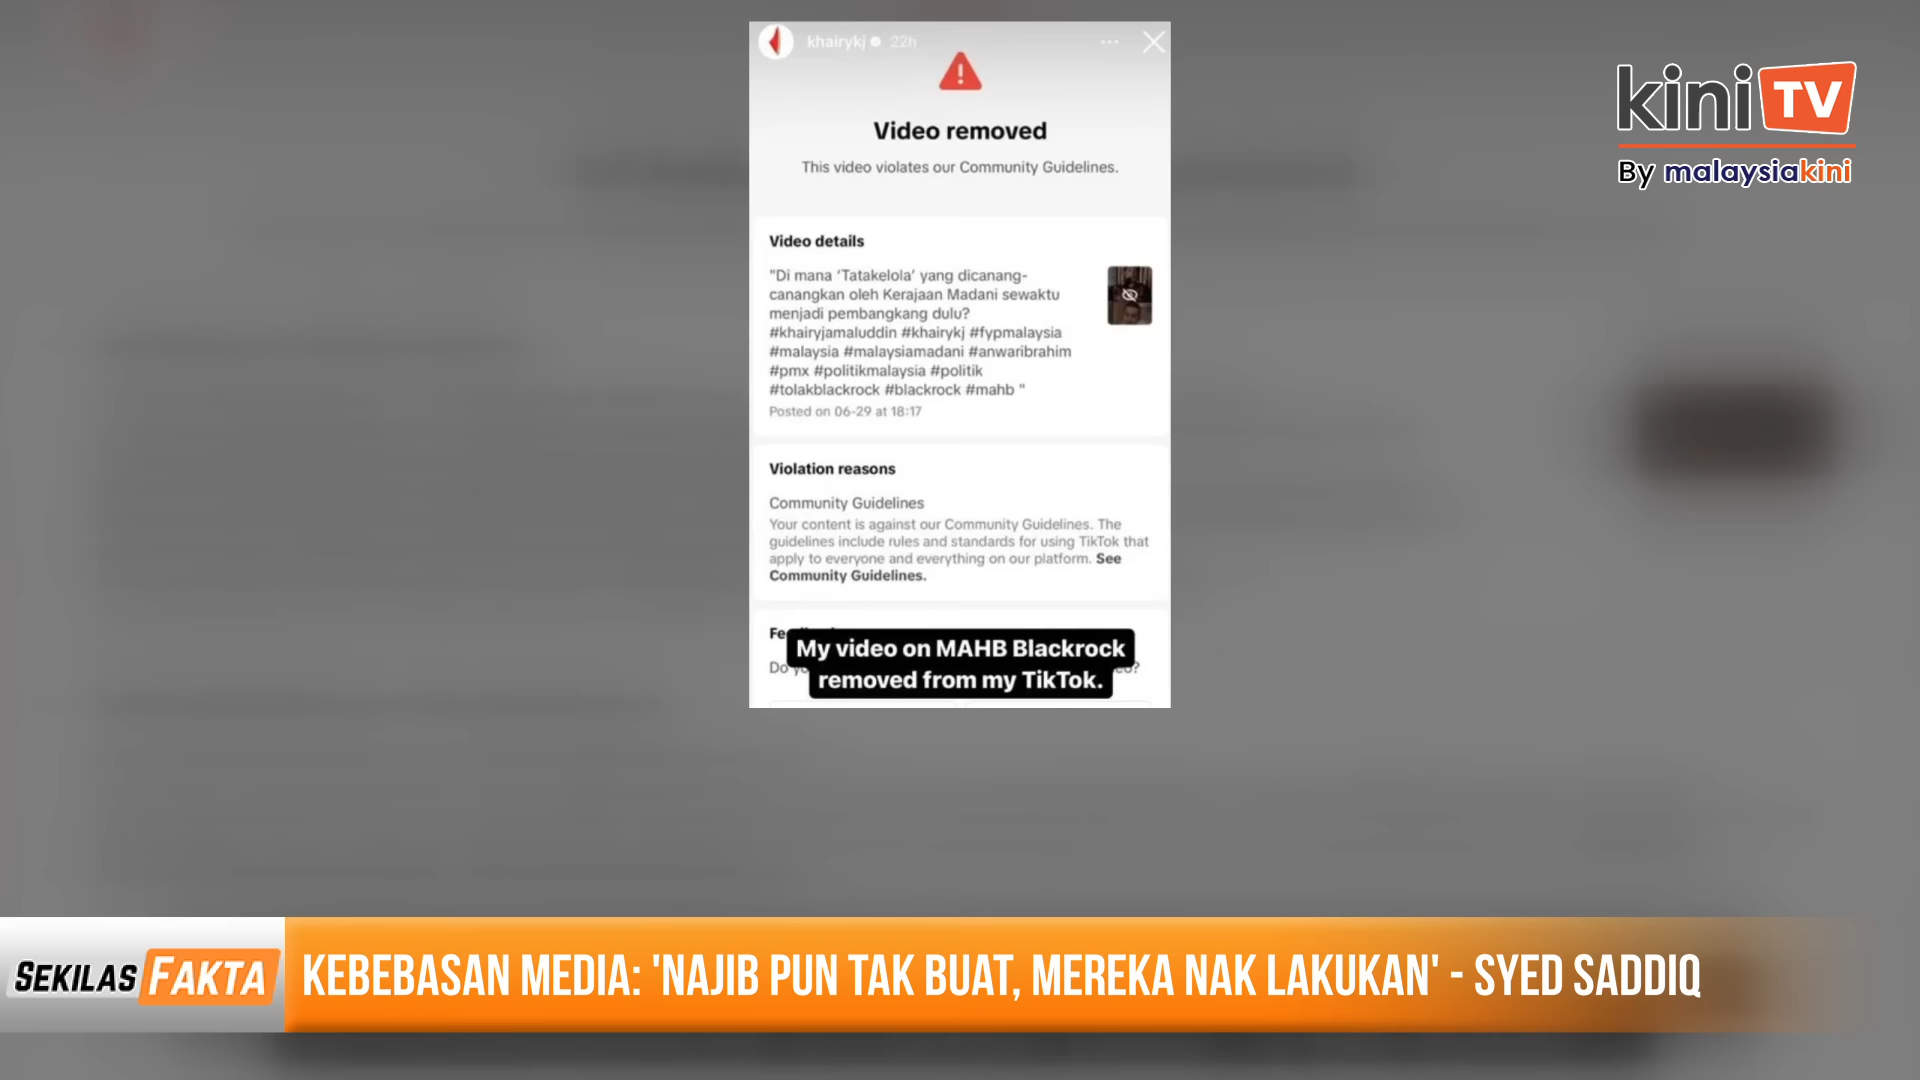 khairykj 22h
Video removed
This video violates our Community Guidelines.
Video details
"Di mana ‘Tatakelola’ yang dicanang-
canangkan oleh Kerajaan Madani sewaktu
menjadi pembangkang dulu?
#khairyjamaluddin #khairykj #fypmalaysia
#malaysia #malaysiamadani #anwaribrahim
#pmx #politikmalaysia #politik
#tolakblackrock #blackrock #mahb "
Posted on 06-29 at 18:17
Violation reasons
Community Guidelines
Your content is against our Community Guidelines. The
guidelines include rules and standards for using TikTok that
apply to everyone and everything on our platform. See
Community Guidelines.
My video on MAHB Blackrock
removed from my TikTok.
kini TV
By malaysiakini
SEKILAS FAKTA
KEBEBASAN MEDIA: 'NAJIB PUN TAK BUAT, MEREKA NAK LAKUKAN' - SYED SADDIQ